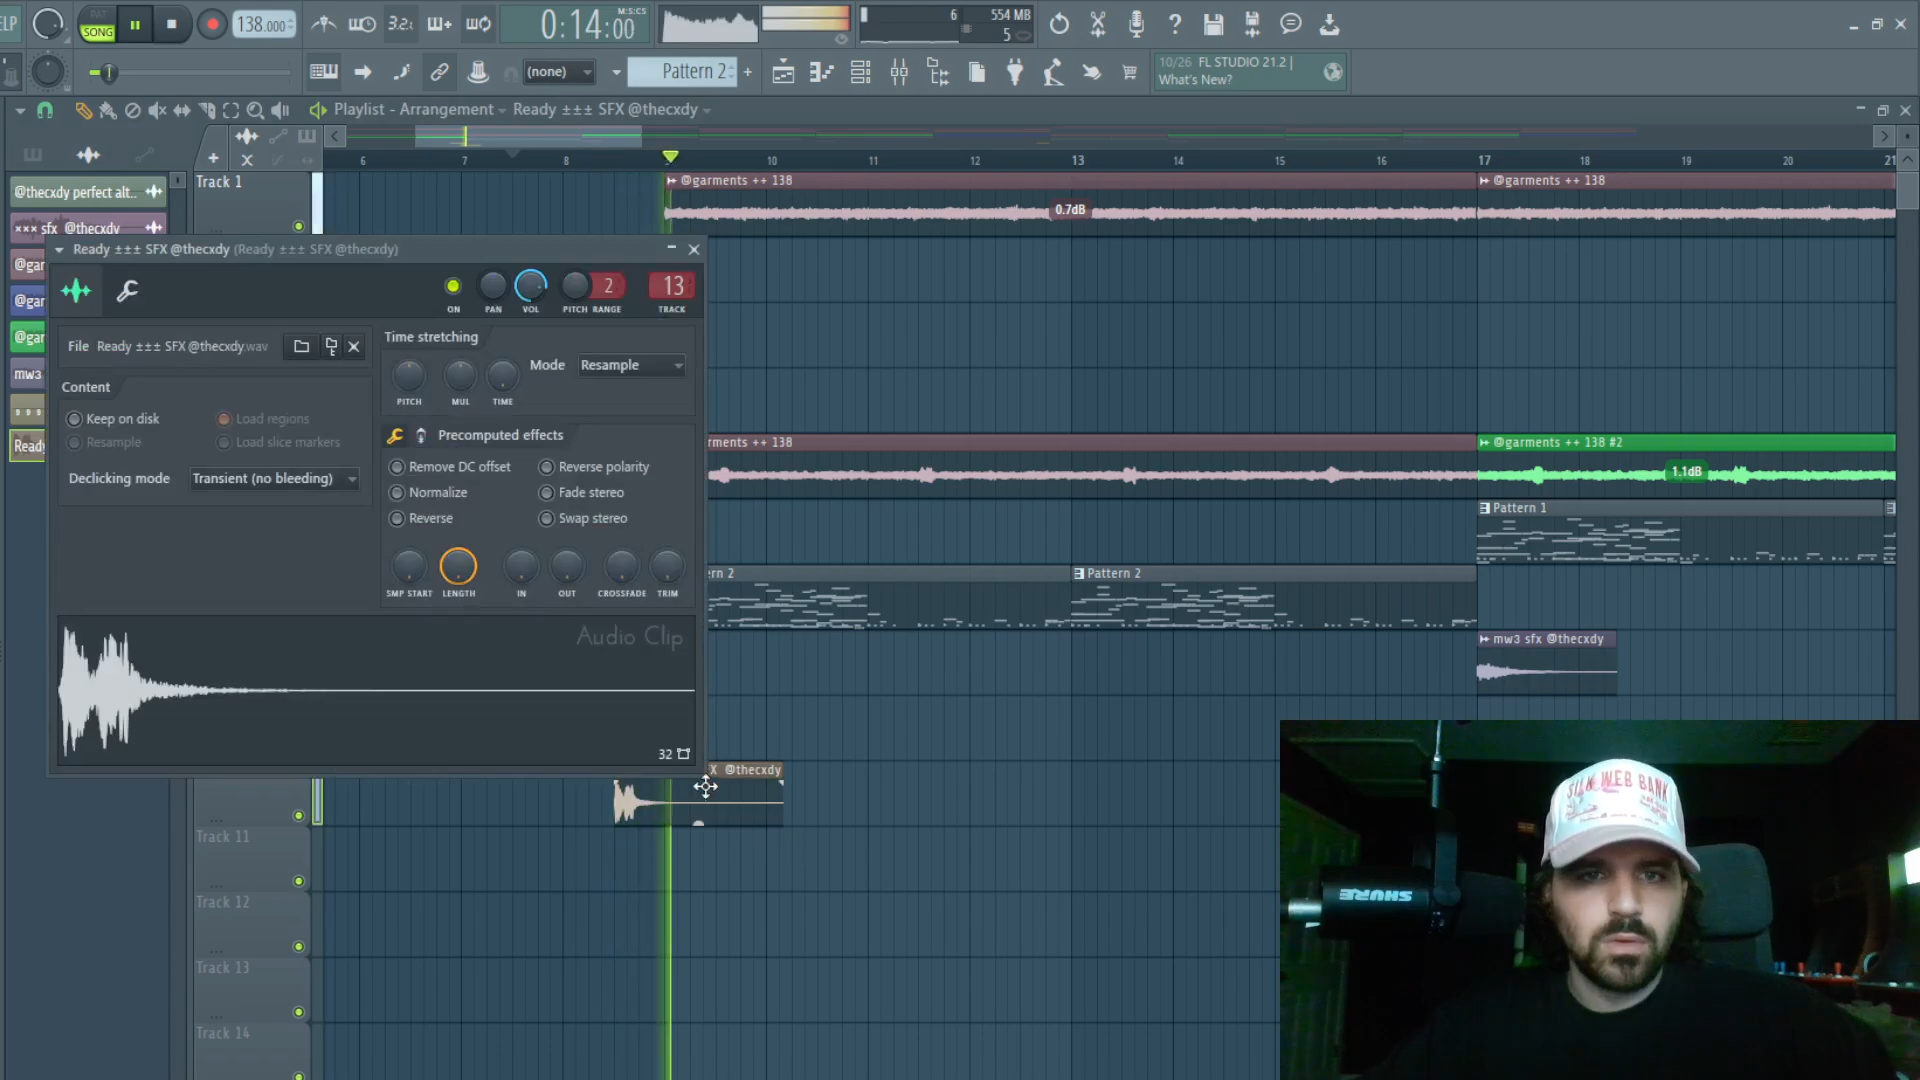 ELP
PAT
SONG
138.000
3.2:
0:14:00
M:S:CS
6
554 MB
5
(none)
Pattern 2
10/26 FL STUDIO 21.2 |
What's New?
Playlist - Arrangement
Ready ±±± SFX @thecxdy
6
7
8
10
11
12
13
14
15
16
17
18
19
20
21
@thecxdy perfect alt..
××× sfx @thecxdy
@gar
@gar
@gar
mw3
Ready
Track 1
@garments ++ 138
0.7dB
@garments ++ 138
Ready ±±± SFX @thecxdy (Ready ±±± SFX @thecxdy)
ON
PAN
VOL
PITCH
RANGE
2
13
TRACK
File
Ready ±±± SFX @thecxdy.wav
Content
Keep on disk
Load regions
Resample
Load slice markers
Declicking mode
Transient (no bleeding)
Time stretching
PITCH
MUL
TIME
Mode
Resample
Precomputed effects
Remove DC offset
Reverse polarity
Normalize
Fade stereo
Reverse
Swap stereo
SMP START
LENGTH
IN
OUT
CROSSFADE
TRIM
Audio Clip
32
rments ++ 138
@garments ++ 138 #2
1.1dB
Pattern 1
rn 2
Pattern 2
mw3 sfx @thecxdy
X @thecxdy
Track 11
Track 12
Track 13
Track 14
SILK WEB BANK
SHURE